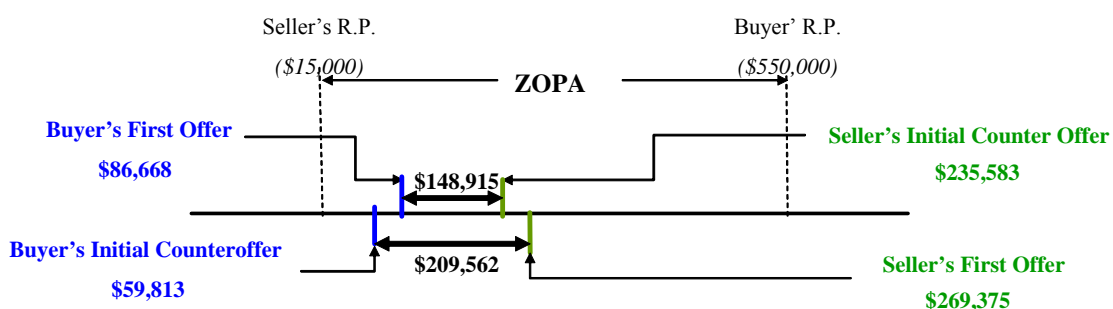 Seller's R.P.
Buyer' R.P.
($15,000)
($550,000)
ZOPA
Buyer's First Offer
Seller's Initial Counter Offer
$86,668
$148,915
$235,583
Buyer's Initial Counteroffer
$209,562
Seller's First Offer
$59,813
$269,375